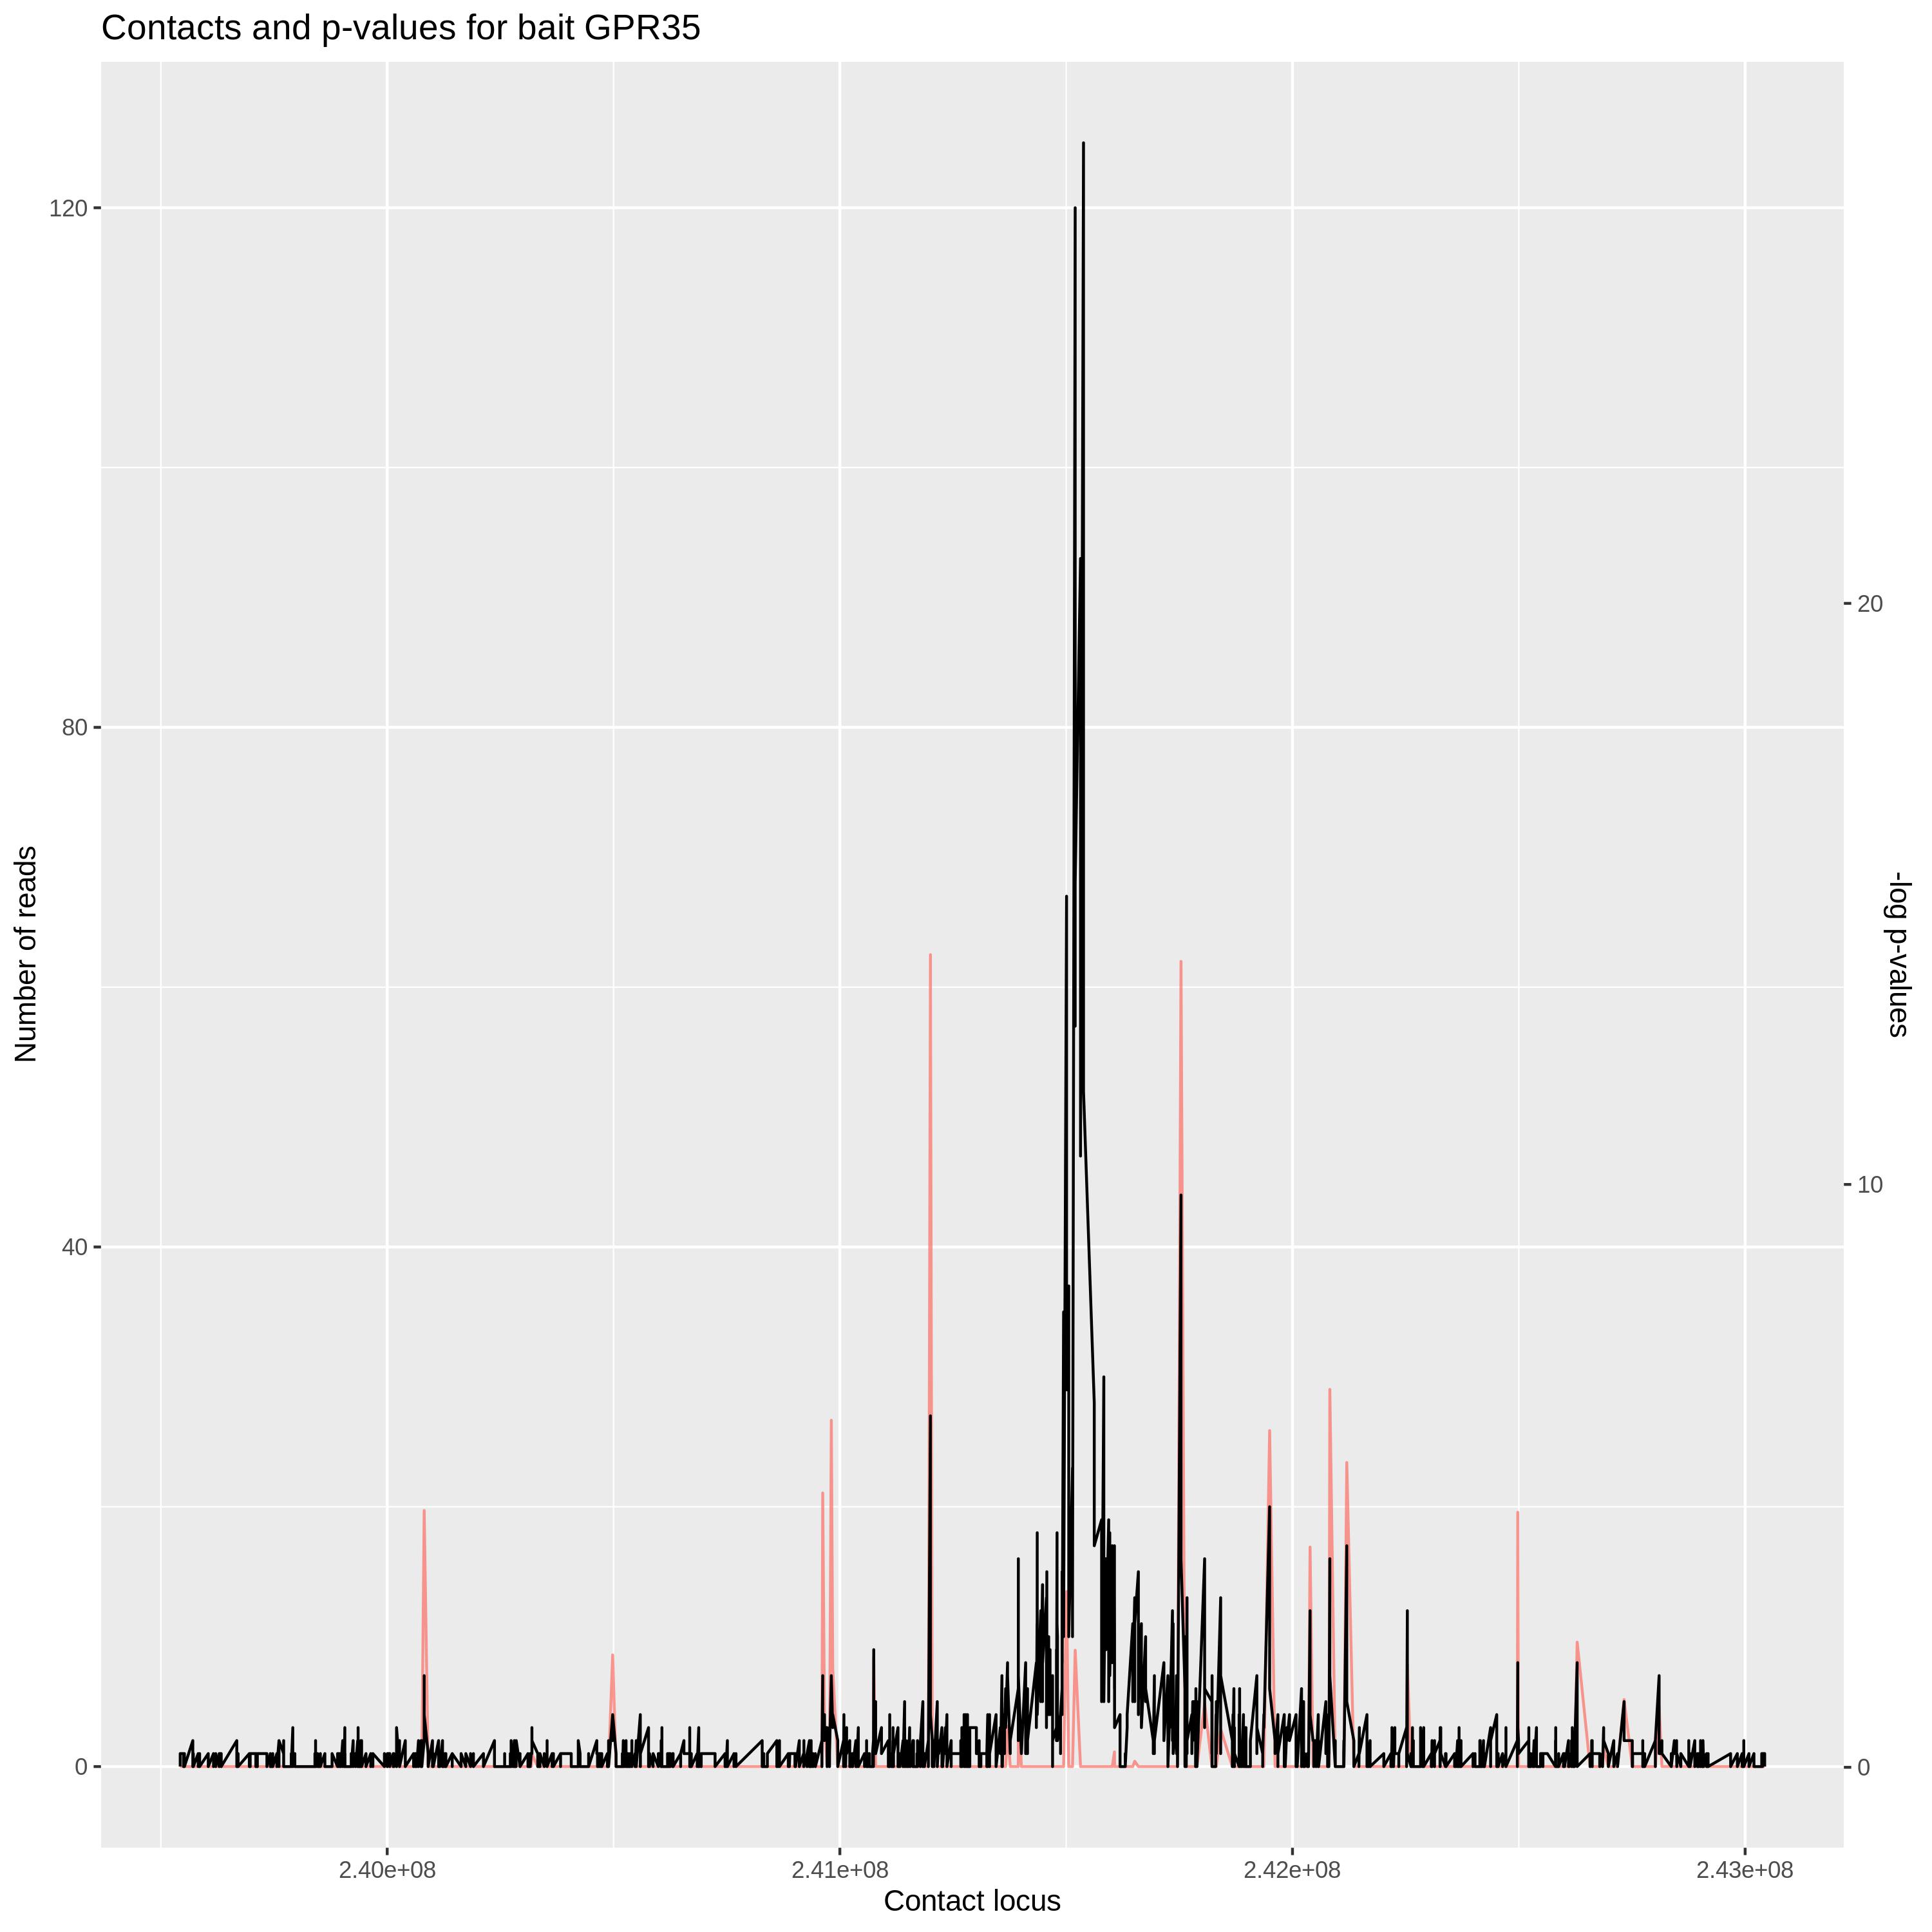 Contacts and p-values for bait GPR35
120
80
40
0
Number of reads
20
10
0
-log p-values
2.40e+08
2.41e+08
2.42e+08
2.43e+08
Contact locus